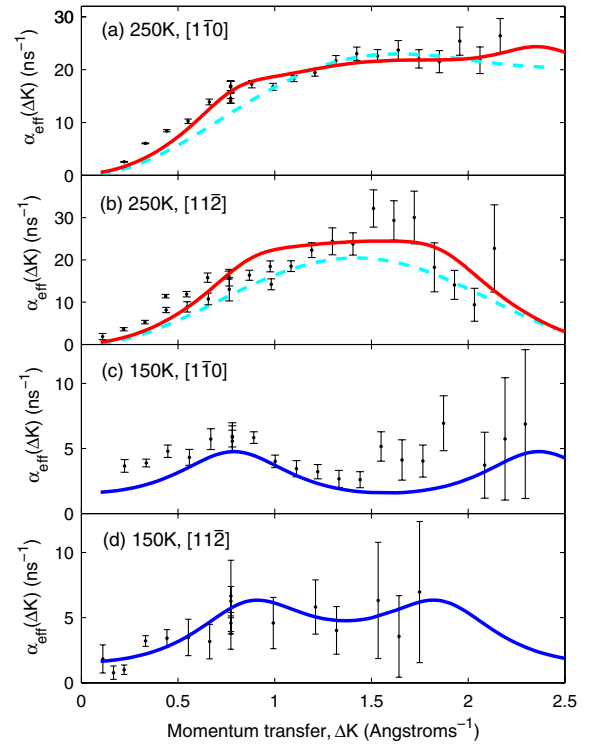 (a) 250K, [11̄0]
α_eff(ΔK) (ns⁻¹)
30
20
10
0
(b) 250K, [112̄]
α_eff(ΔK) (ns⁻¹)
30
20
10
0
(c) 150K, [11̄0]
α_eff(ΔK) (ns⁻¹)
10
5
0
(d) 150K, [112̄]
α_eff(ΔK) (ns⁻¹)
10
5
0
0 0.5 1 1.5 2 2.5
Momentum transfer, ΔK (Angstroms⁻¹)